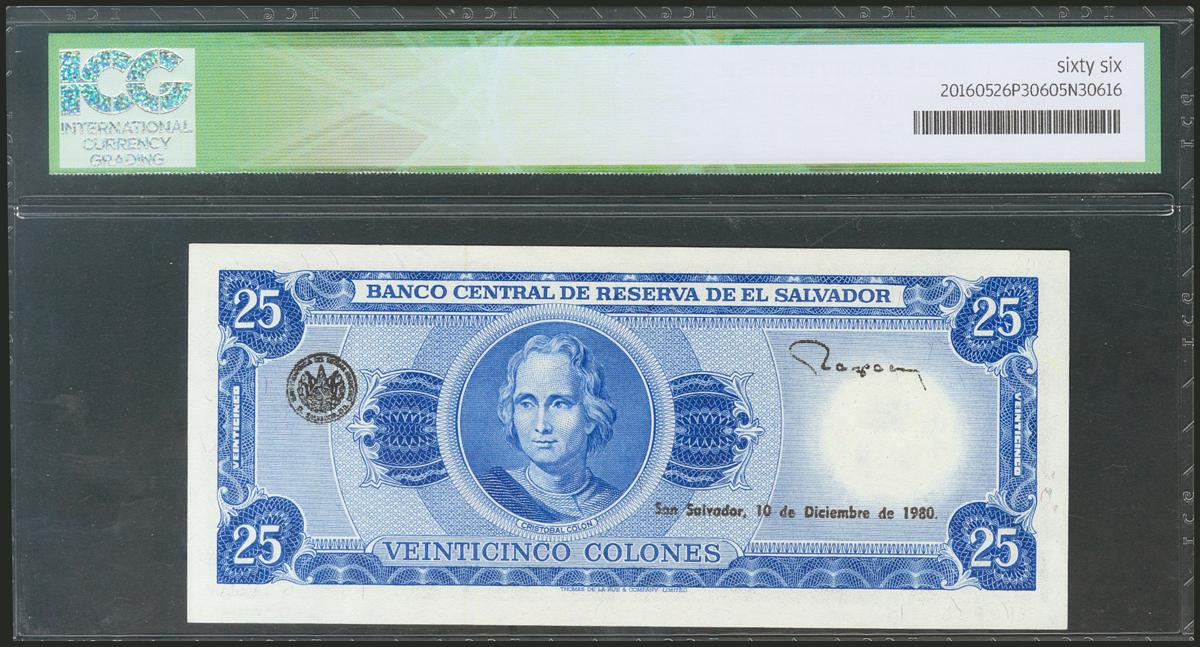 ICG
INTERNATIONAL
CURRENCY
GRADING
sixty six
20160526P30605N30616
BANCO CENTRAL DE RESERVA DE EL SALVADOR
25
25
VEINTICINCO
VEINTICINCO
San Salvador, 10 de Diciembre de 1980.
CRISTOBAL COLON
25
VEINTICINCO COLONES
25
THOMAS DE LA RUE & COMPANY, LIMITED